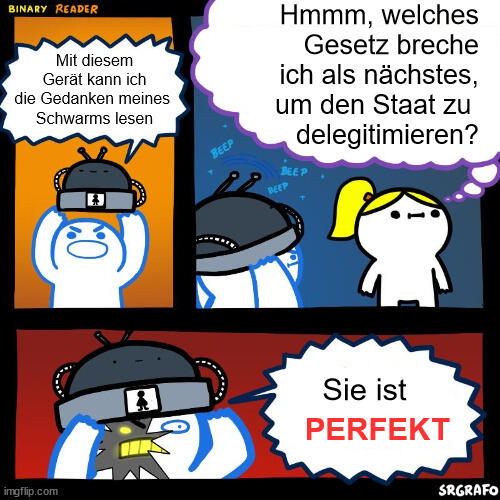 BINARY READER
Mit diesem
Gerät kann ich
die Gedanken meines
Schwarms lesen
Hmmm, welches
Gesetz breche
ich als nächstes,
um den Staat zu
delegitimieren?
BEEP
BEEP
BEEP
Sie ist
PERFEKT
imgflip.com
SRGRAFO